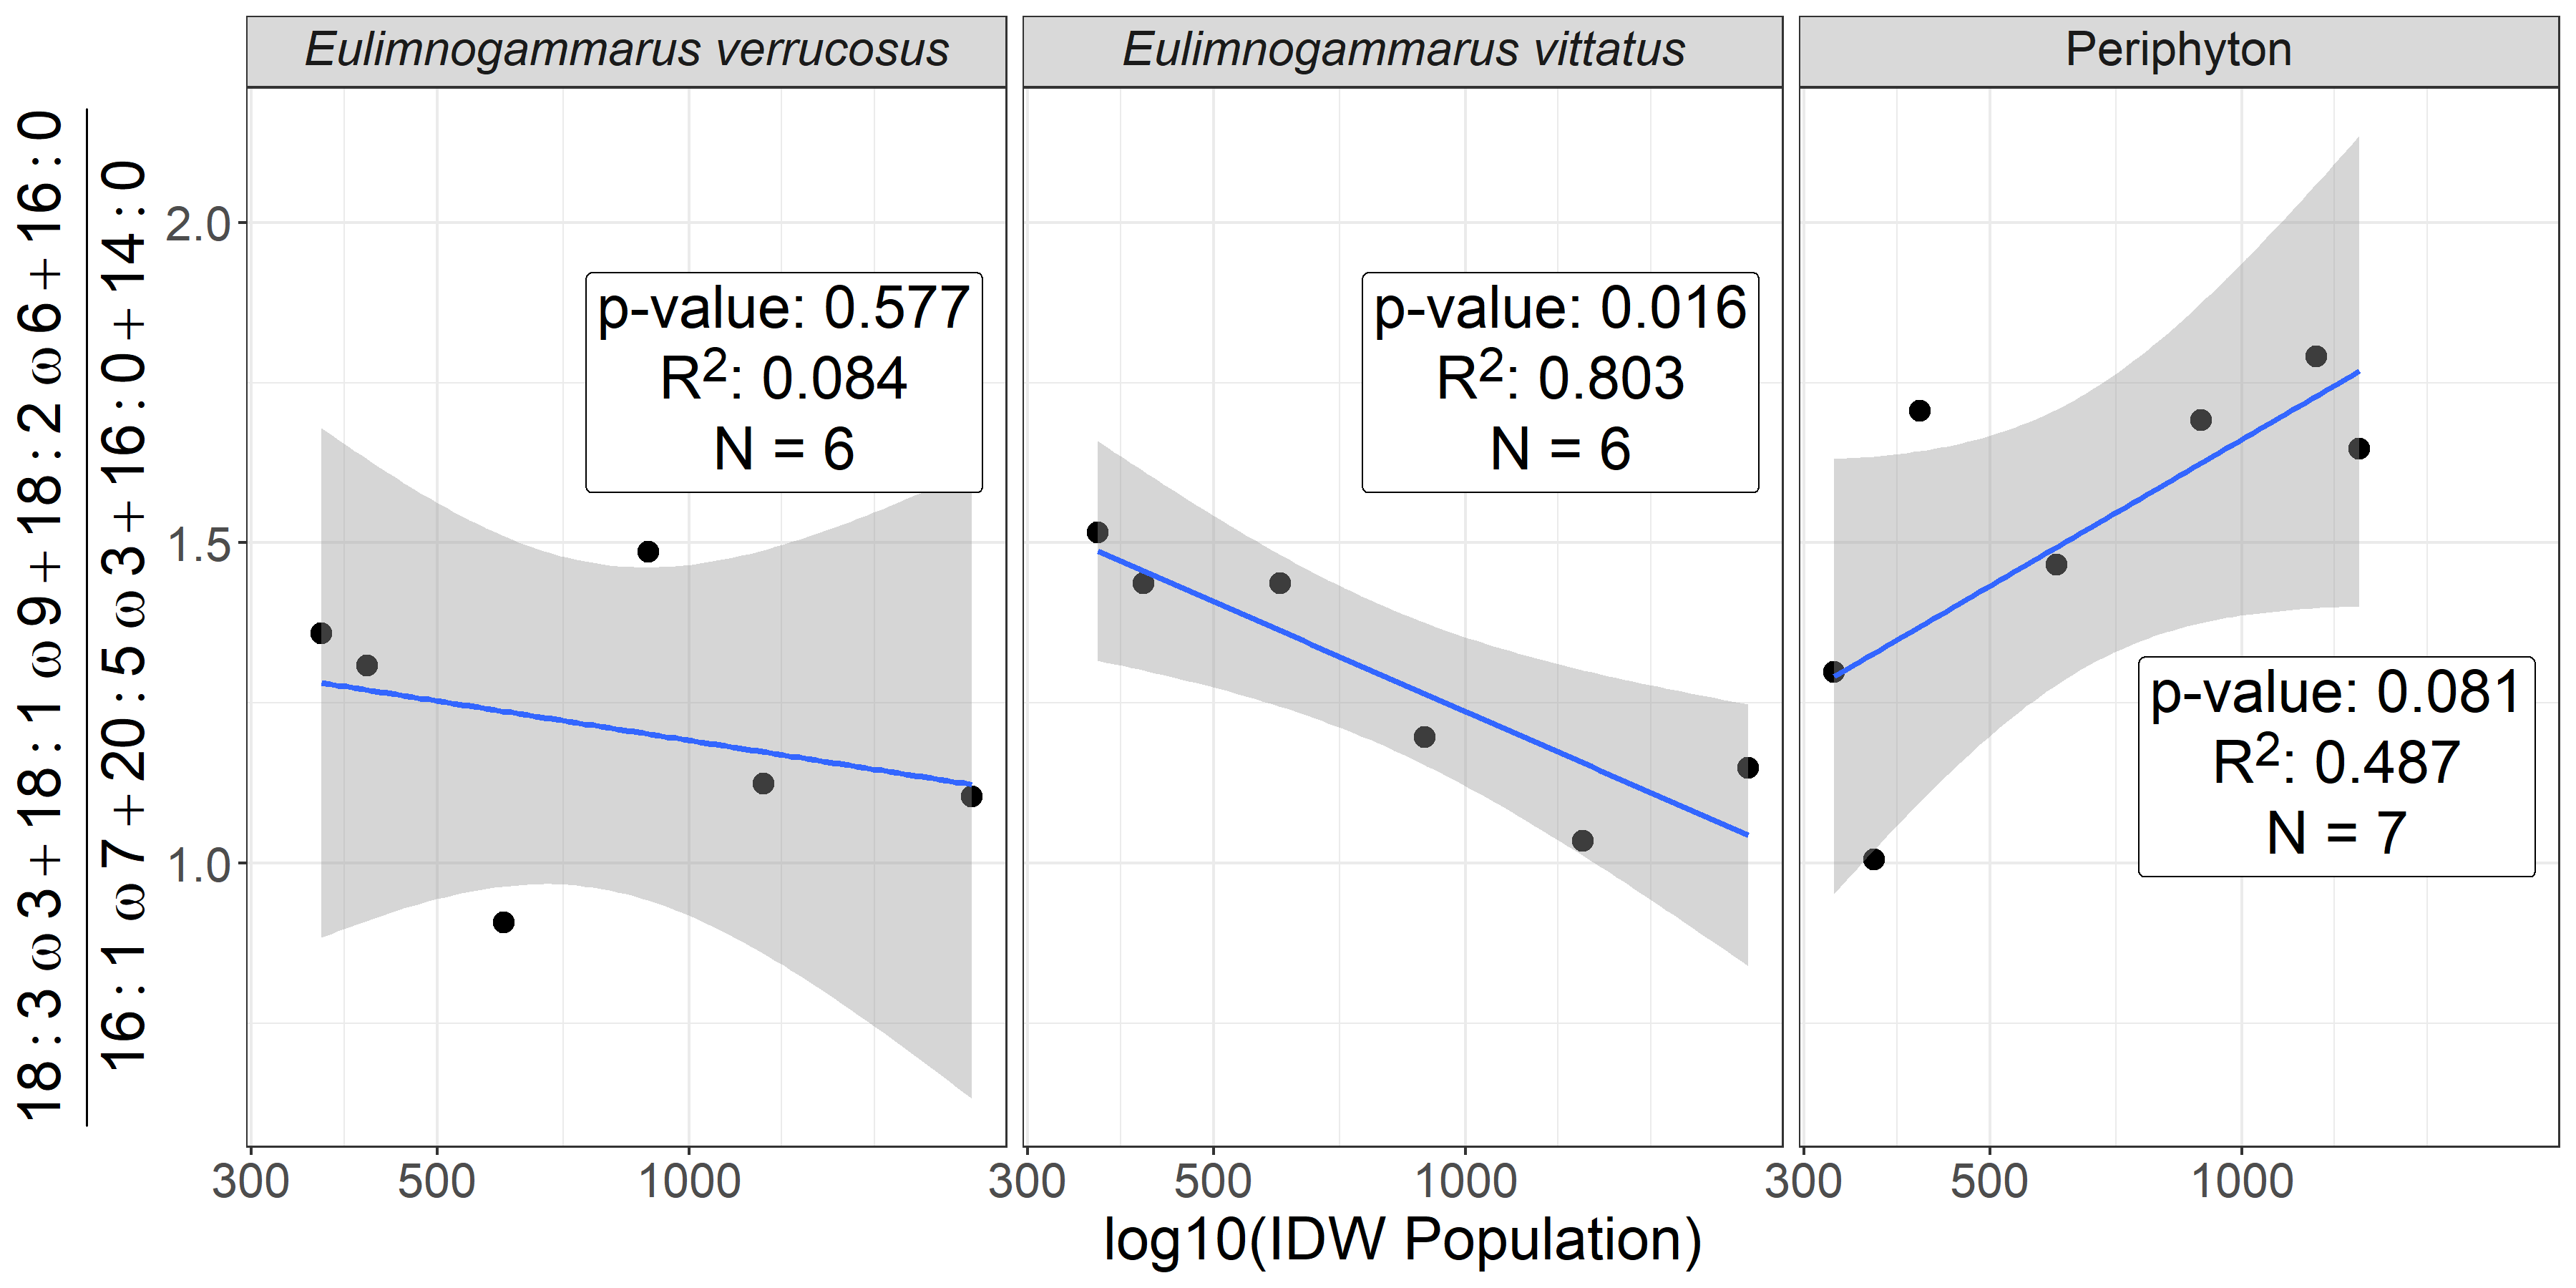 Eulimnogammarus verrucosus
Eulimnogammarus vittatus
Periphyton
18:3ω3+18:1ω9+18:2ω6+16:0
16:1ω7+20:5ω3+16:0+14:0
2.0
1.5
1.0
p-value: 0.577
R²: 0.084
N = 6
p-value: 0.016
R²: 0.803
N = 6
p-value: 0.081
R²: 0.487
N = 7
300 500 1000
300 500 1000
300 500 1000
log10(IDW Population)